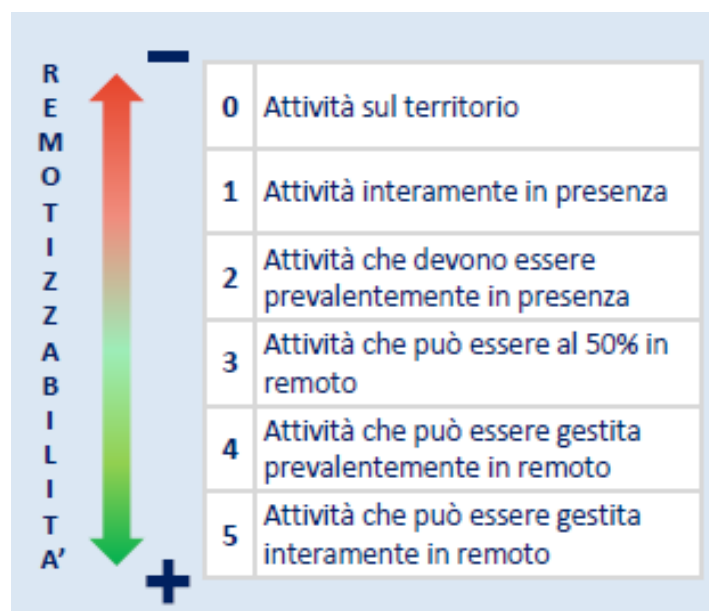 R
E
M
O
T
I
Z
Z
A
B
I
L
I
T
A'
−
+
0 Attività sul territorio
1 Attività interamente in presenza
2 Attività che devono essere
prevalentemente in presenza
3 Attività che può essere al 50% in
remoto
4 Attività che può essere gestita
prevalentemente in remoto
5 Attività che può essere gestita
interamente in remoto